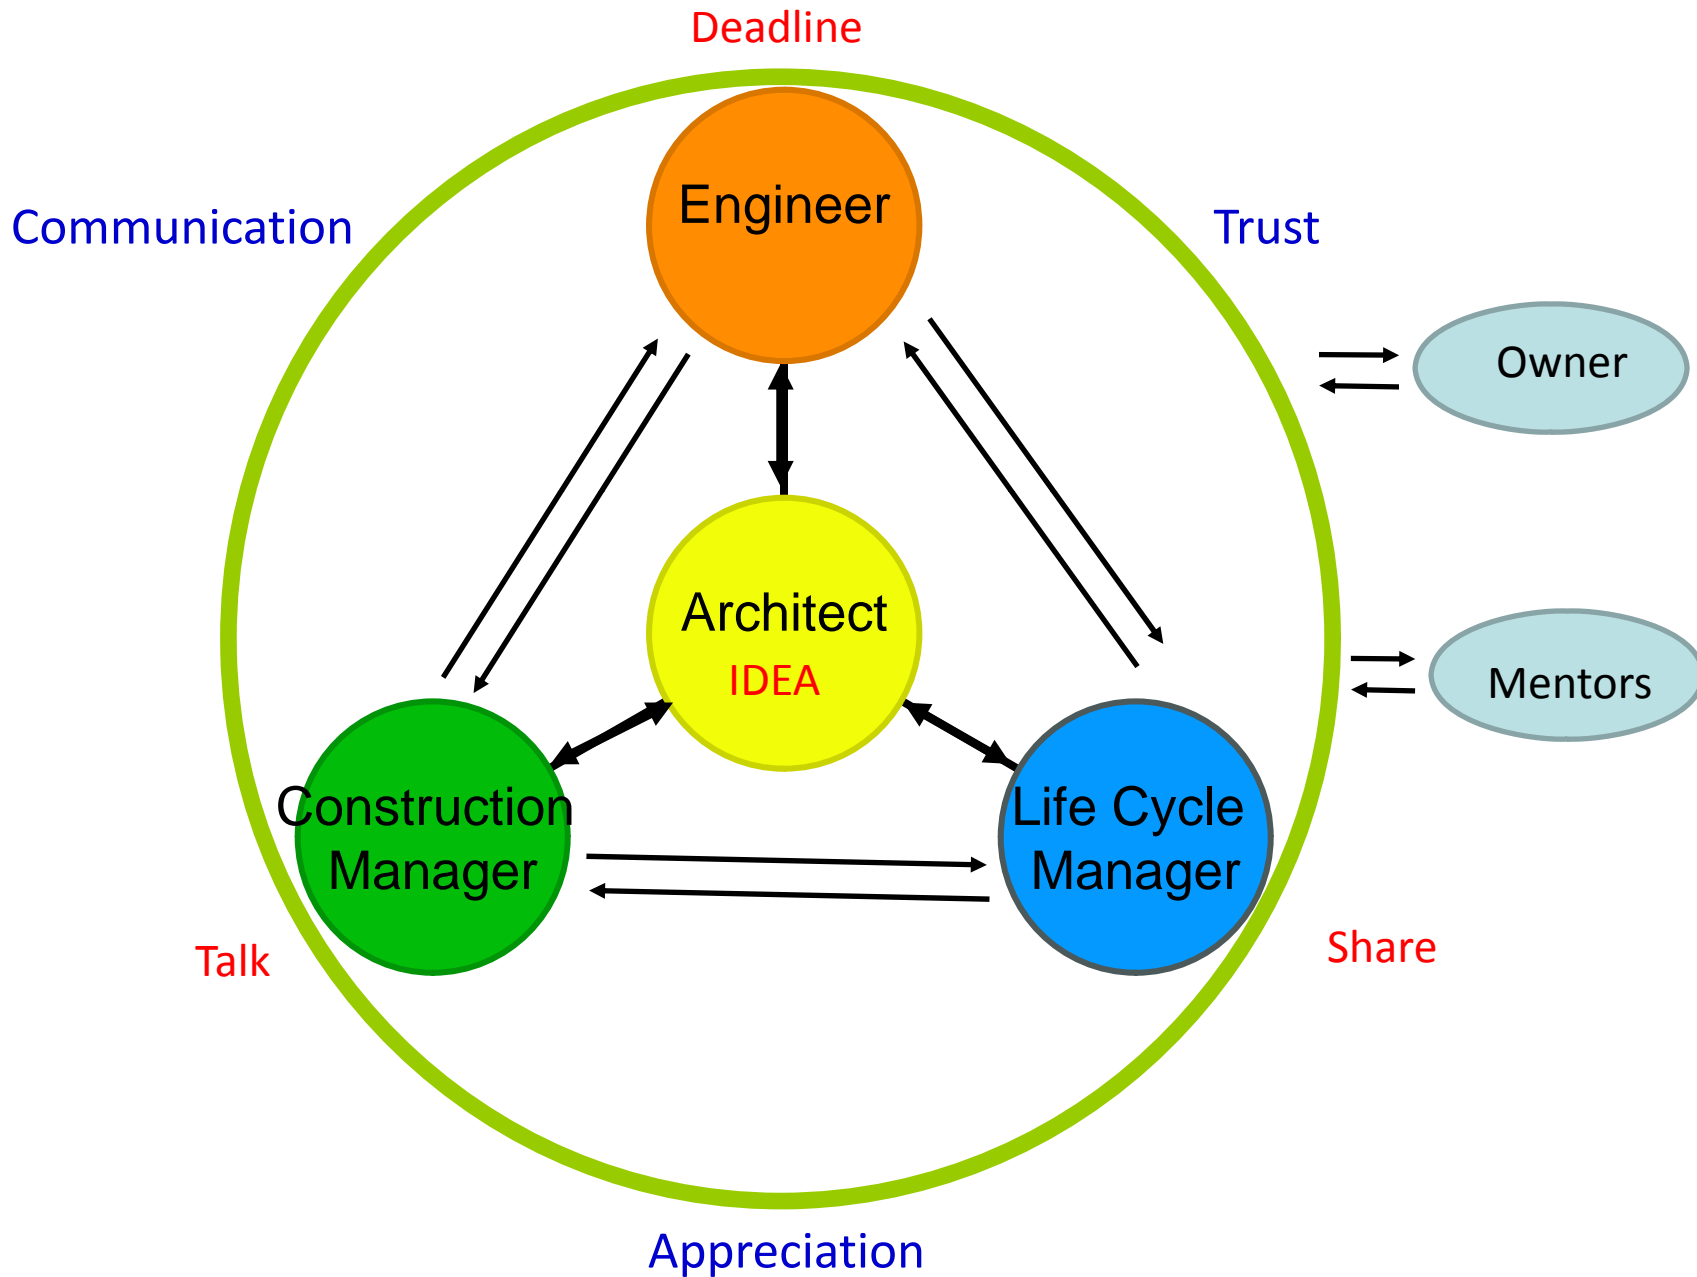 Deadline
Engineer
Communication
Trust
Owner
Architect
IDEA
Mentors
Construction
Manager
Life Cycle
Manager
Talk
Share
Appreciation